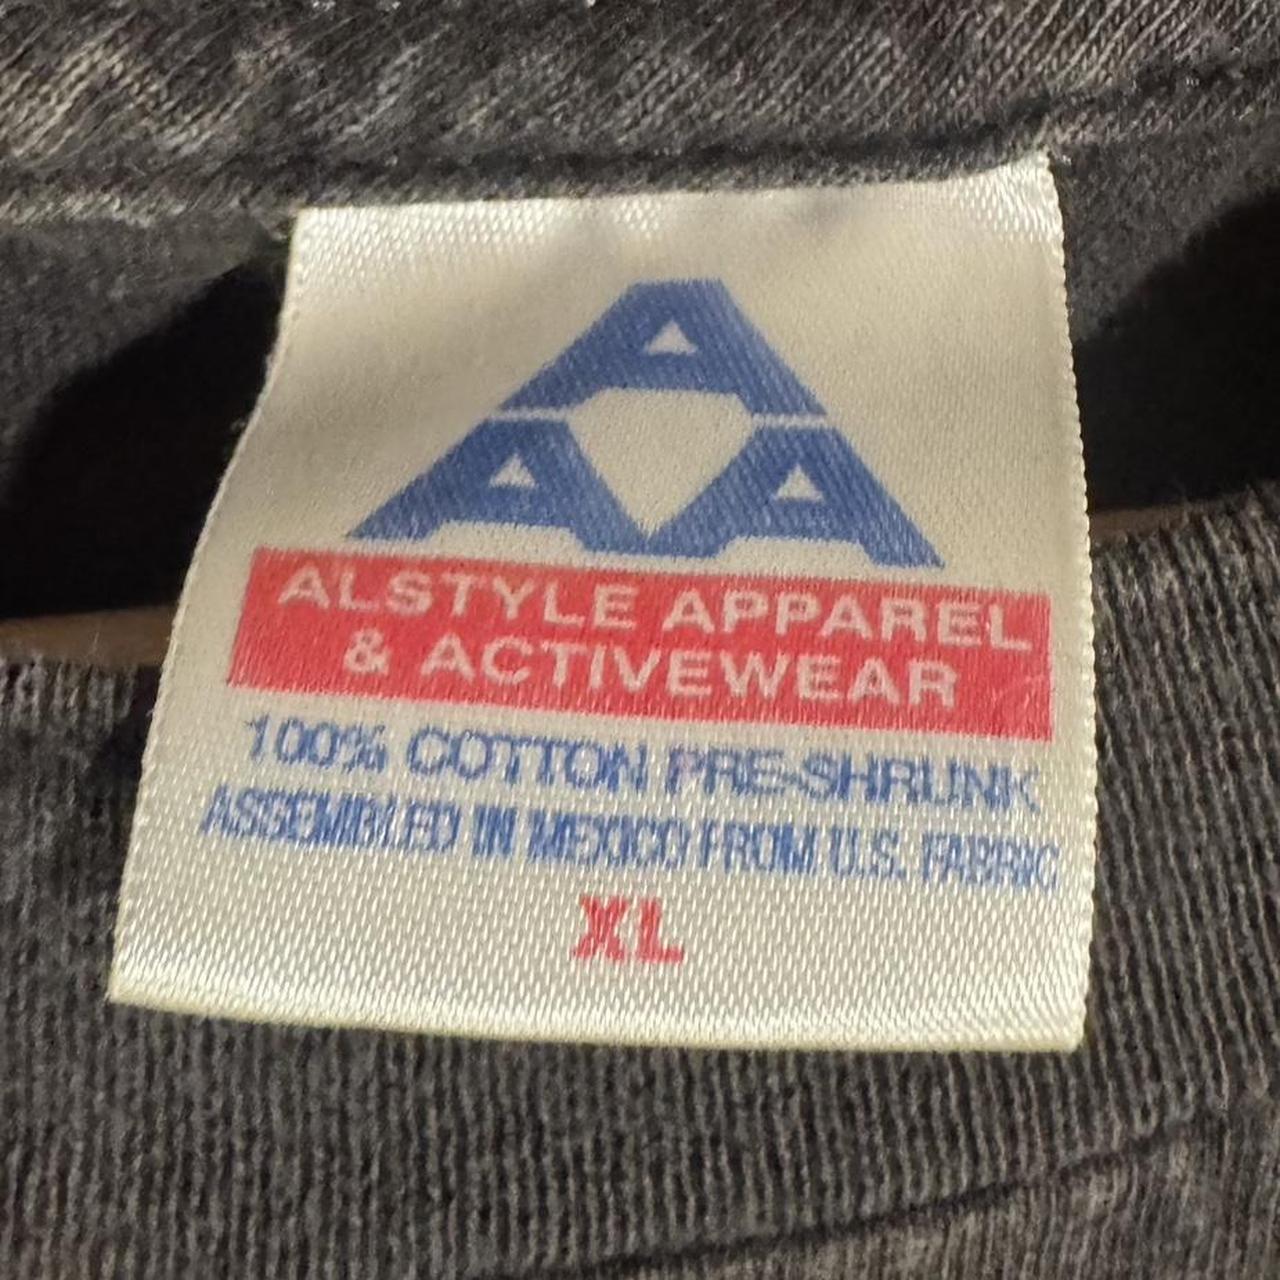 A
A A
ALSTYLE APPAREL
& ACTIVEWEAR
100% COTTON PRE-SHRUNK
ASSEMBLED IN MEXICO FROM U.S. FABRIC
XL